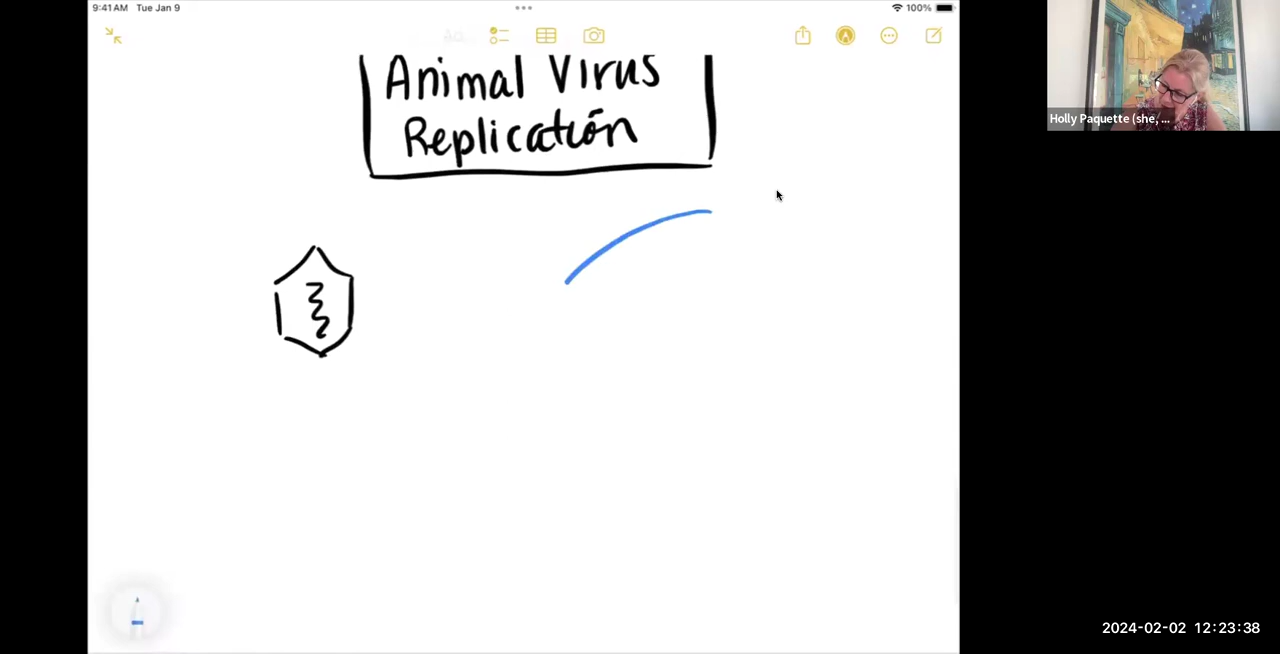 9:41 AM Tue Jan 9
100%
Aa
Animal Virus
Replication
Holly Paquette (she, ...
2024-02-02 12:23:38